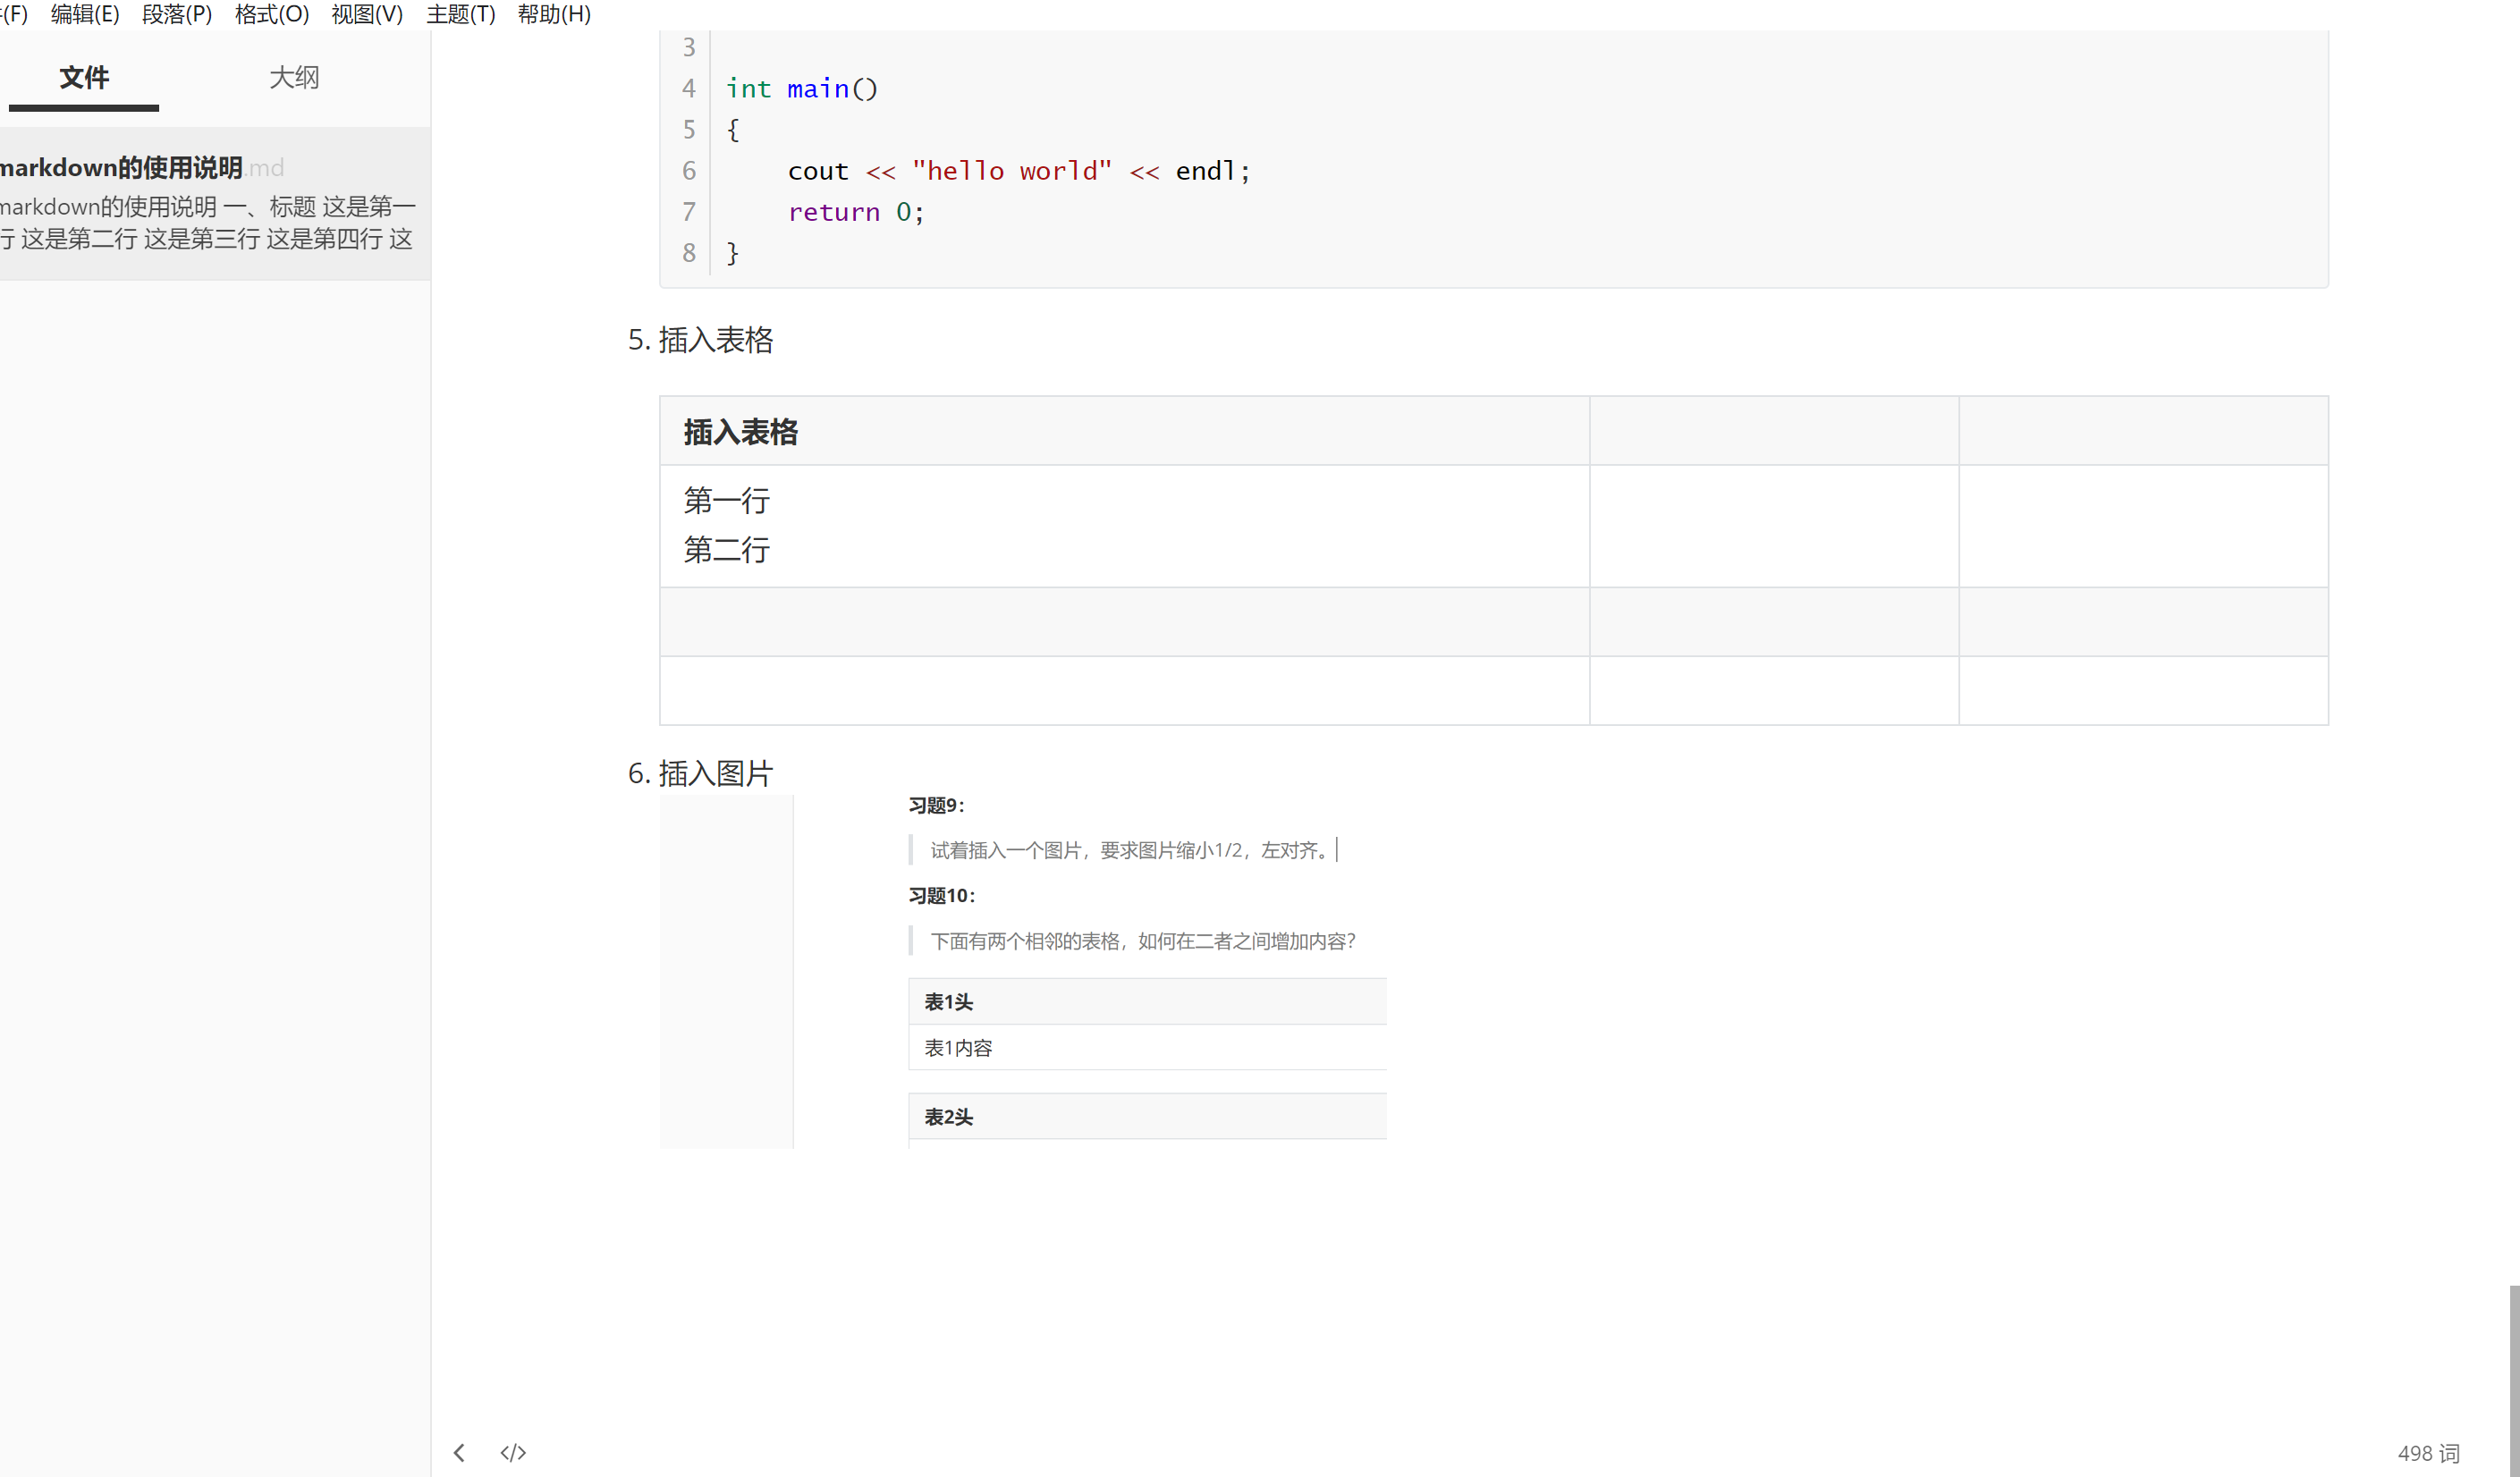 (F) 编辑(E) 段落(P) 格式(O) 视图(V) 主题(T) 帮助(H)
文件 大纲
markdown的使用说明.md
markdown的使用说明 一、标题 这是第一
行 这是第二行 这是第三行 这是第四行 这
3
4 int main()
5 {
6 cout << "hello world" << endl;
7 return 0;
8 }
5. 插入表格
插入表格
第一行
第二行
6. 插入图片
习题9：
试着插入一个图片，要求图片缩小1/2，左对齐。
习题10：
下面有两个相邻的表格，如何在二者之间增加内容？
表1头
表1内容
表2头
</> 498 词